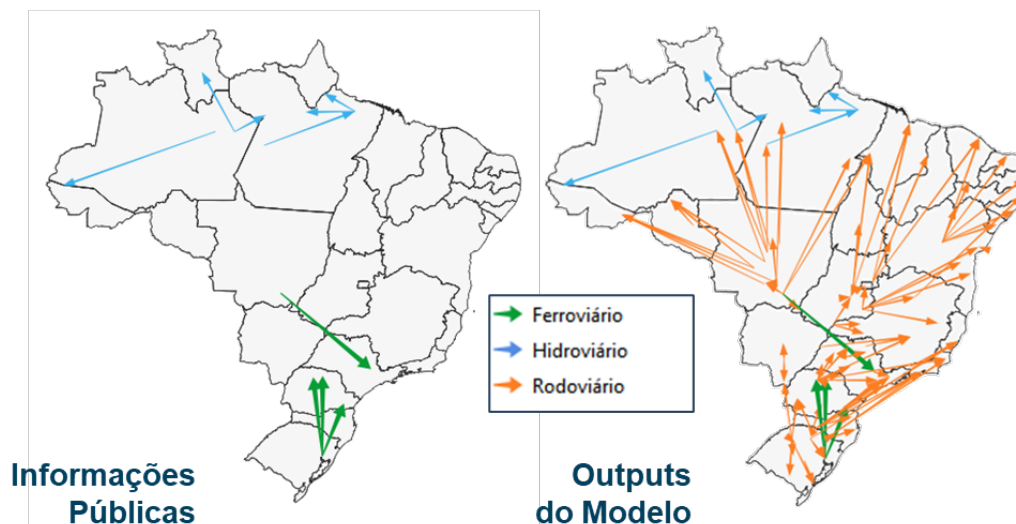 Ferroviário
Hidroviário
Rodoviário
Informações
Públicas
Outputs
do Modelo